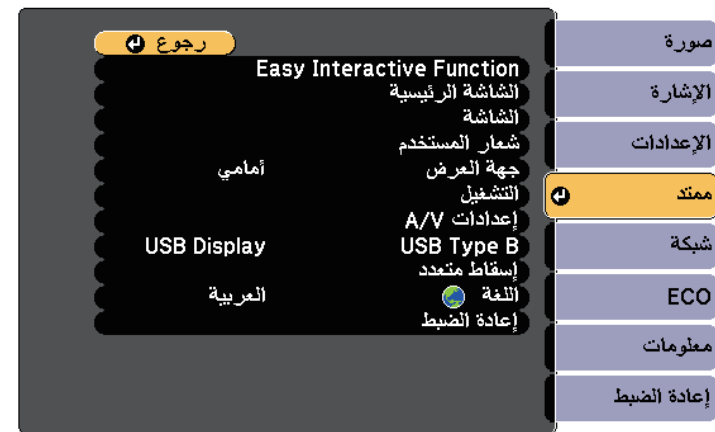 صورة
الإشارة
الإعدادات
ممتد
شبكة
ECO
معلومات
إعادة الضبط
رجوع
Easy Interactive Function
الشاشة الرئيسية
الشاشة
شعار المستخدم
جهة العرض أمامي
التشغيل
إعدادات A/V
USB Type B USB Display
إسقاط متعدد
اللغة العربية
إعادة الضبط